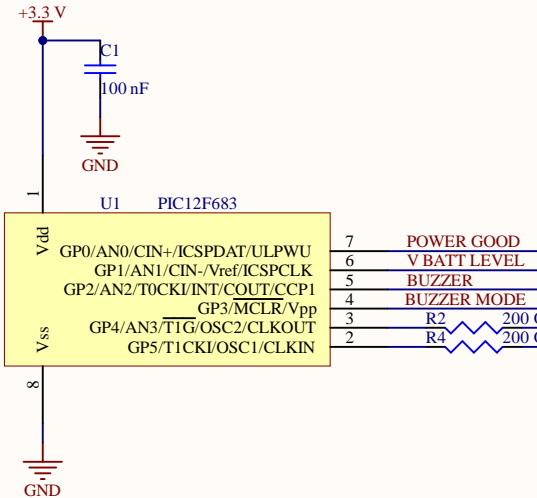 +3.3 V
C1
100 nF
GND
1
U1 PIC12F683
Vdd
GP0/AN0/CIN+/ICSPDAT/ULPWU 7 POWER GOOD
GP1/AN1/CIN-/Vref/ICSPCLK 6 V BATT LEVEL
GP2/AN2/T0CKI/INT/COUT/CCP1 5 BUZZER
GP3/MCLR/Vpp 4 BUZZER MODE
GP4/AN3/T1G/OSC2/CLKOUT 3 R2 200
GP5/T1CKI/OSC1/CLKIN 2 R4 200
Vss
8
GND